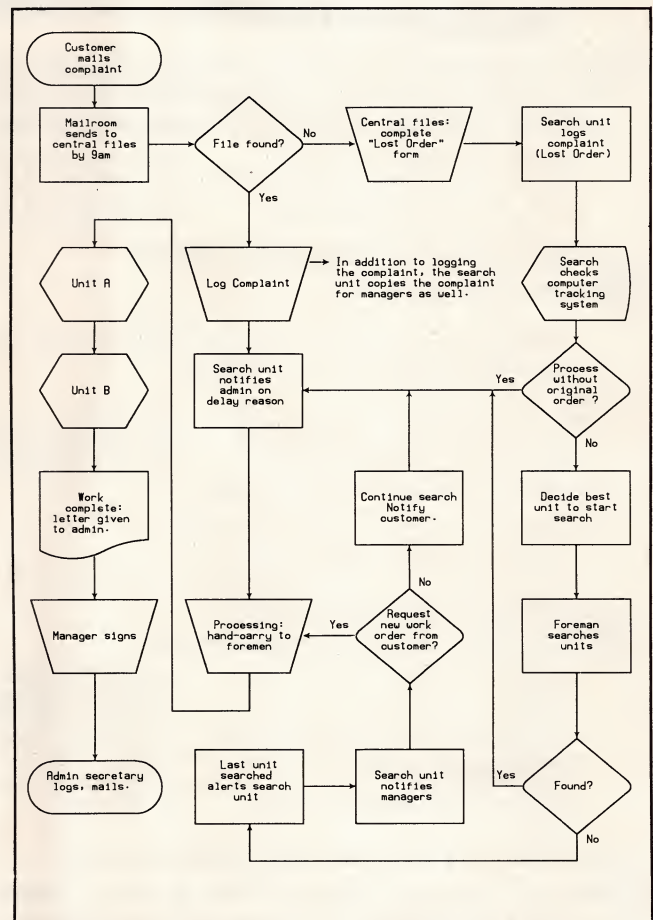 Customer
mails
complaint
Mailroom
sends to
central files
by 9am
File found?
No
Yes
Central files:
complete
"Lost Order"
form
Search unit
logs
complaint
(Lost Order)
Unit A
Log Complaint
In addition to logging
the complaint, the search
unit copies the complaint
for managers as well.
Search
checks
computer
tracking
system
Unit B
Search unit
notifies
admin on
delay reason
Yes
Process
without
original
order ?
No
Work
complete:
letter given
to admin.
Continue search
Notify
customer.
Decide best
unit to start
search
No
Manager signs
Processing:
hand-carry to
foremen
Yes
Request
new work
order from
customer?
Foreman
searches
units
Admin secretary
logs, mails.
Last unit
searched
alerts search
unit
Search unit
notifies
managers
Yes
Found?
No